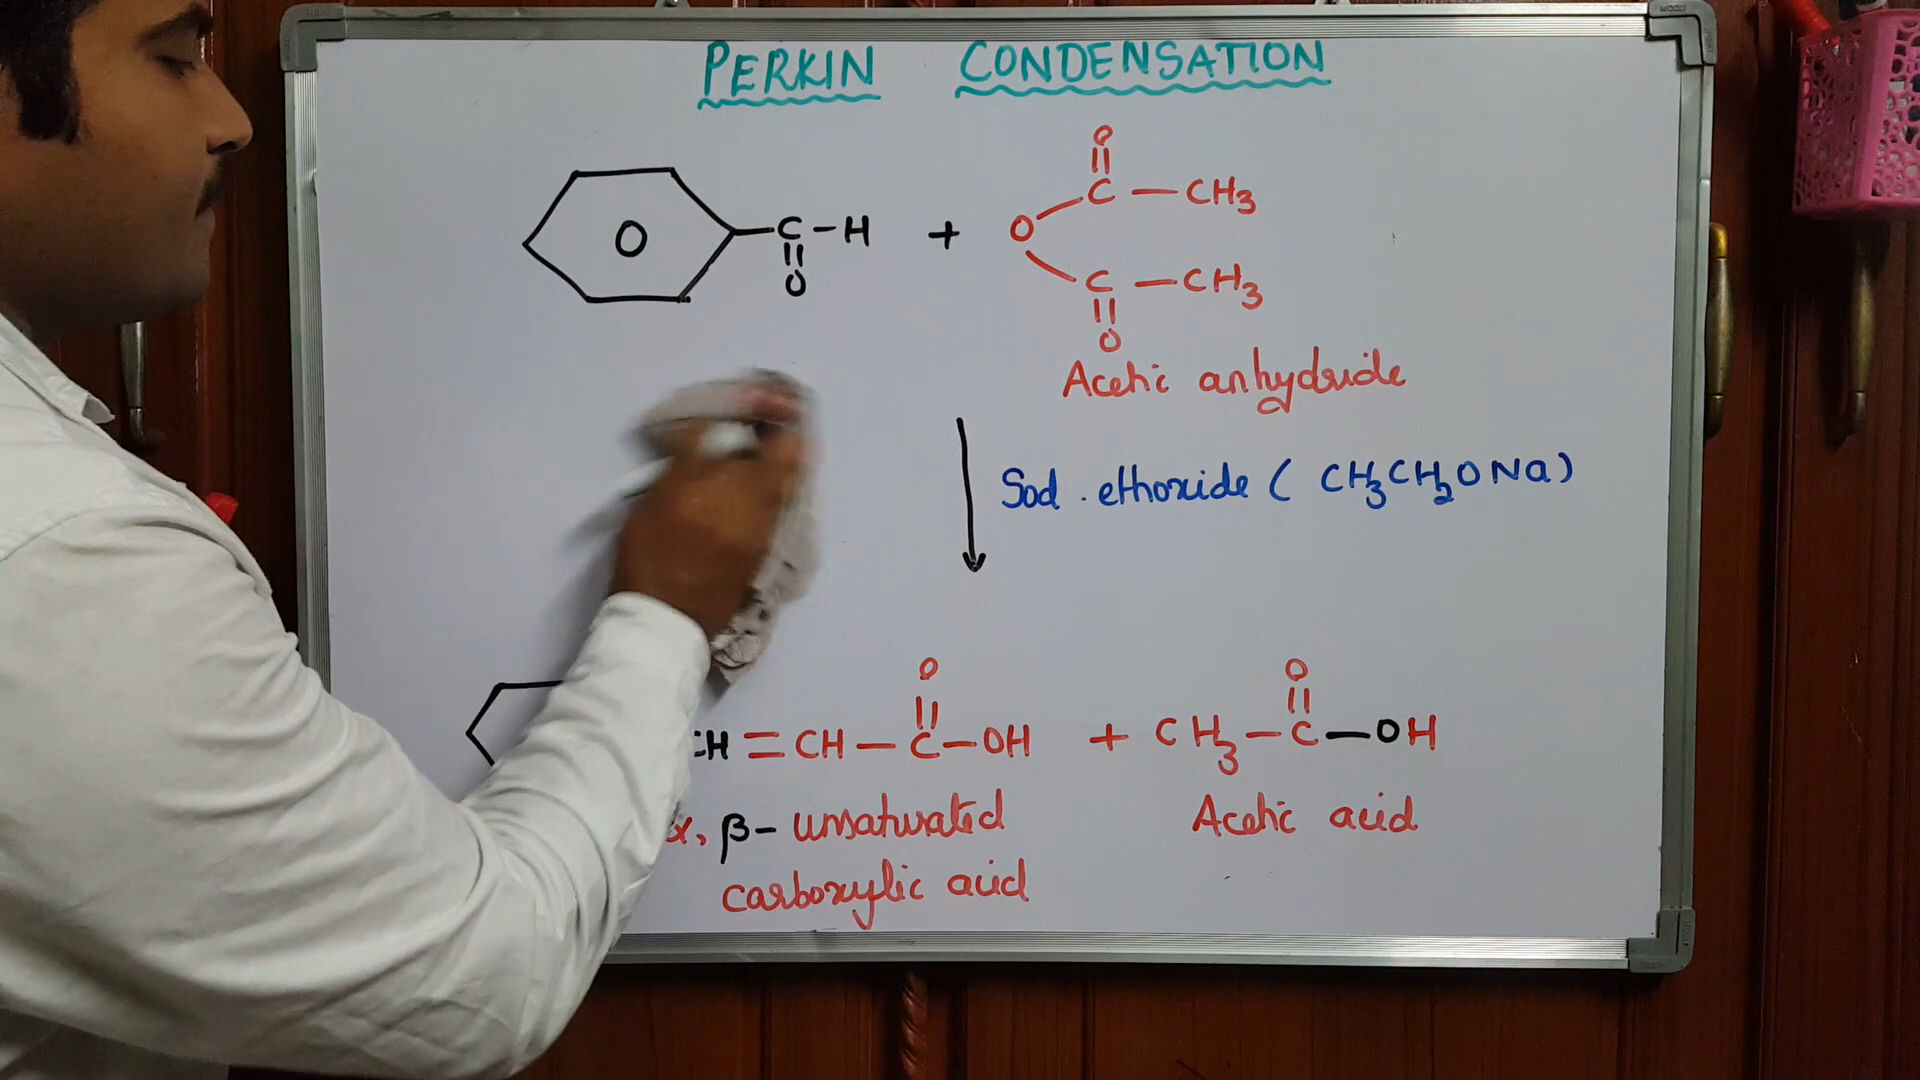 PERKIN CONDENSATION
O
C — CH3
O — C — H + O
O
C — CH3
O
Acetic anhydride
Sod. ethoxide ( CH3CH2ONa)
O O
CH = CH — C — OH + CH3 — C — OH
α, β- unsaturated Acetic acid
carboxylic acid